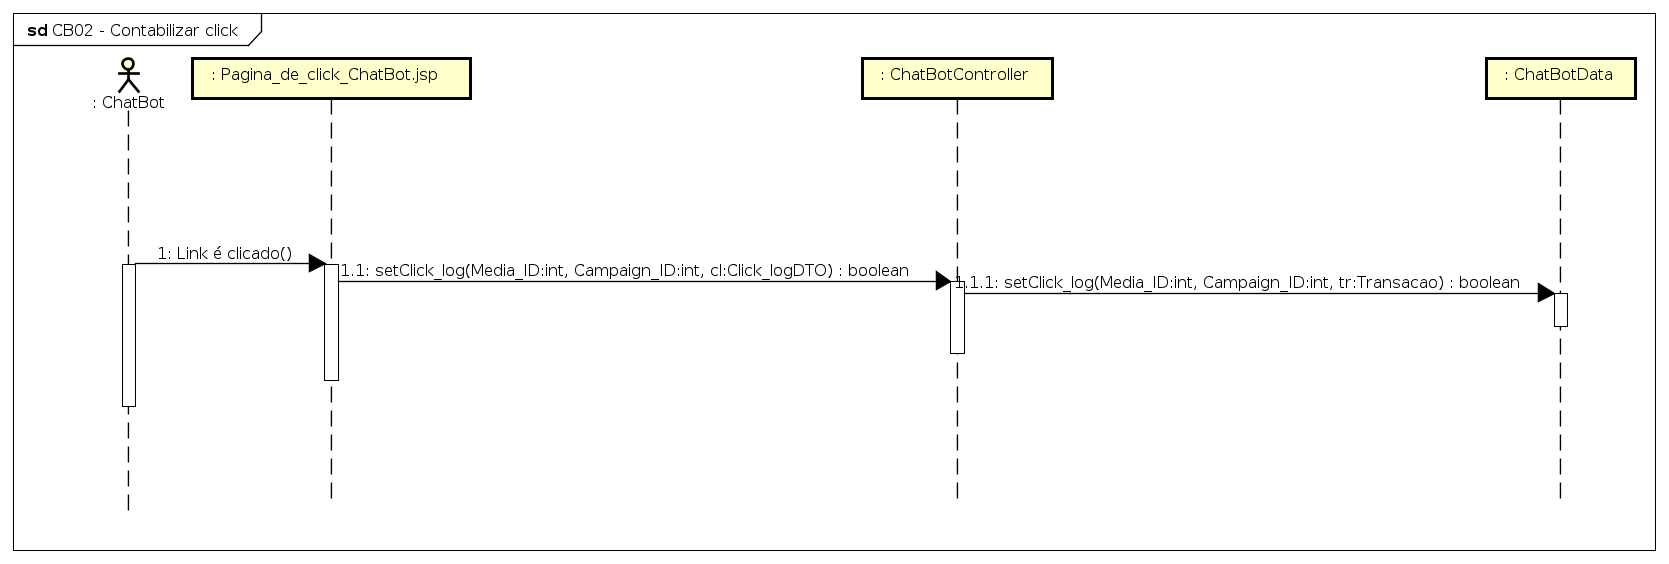 sd CB02 - Contabilizar click
: ChatBot
: Pagina_de_click_ChatBot.jsp
: ChatBotController
: ChatBotData
1: Link é clicado()
1.1: setClick_log(Media_ID:int, Campaign_ID:int, cl:Click_logDTO) : boolean
1.1.1: setClick_log(Media_ID:int, Campaign_ID:int, tr:Transacao) : boolean